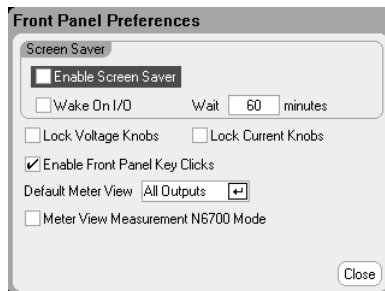 Front Panel Preferences
Screen Saver
Enable Screen Saver
Wake On I/O Wait 60 minutes
Lock Voltage Knobs Lock Current Knobs
Enable Front Panel Key Clicks
Default Meter View All Outputs
Meter View Measurement N6700 Mode
Close